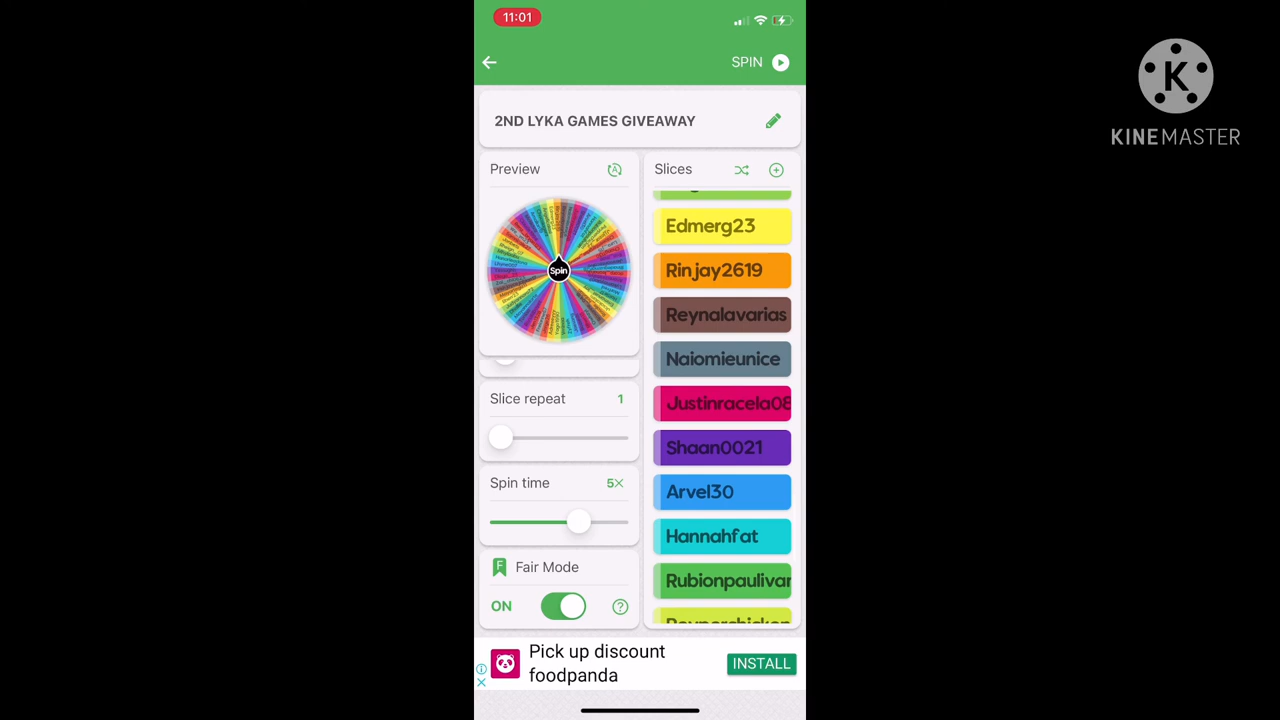 11:01
SPIN
2ND LYKA GAMES GIVEAWAY
Preview
Spin
Slice repeat 1
Spin time 5×
F Fair Mode
ON
Slices
Edmerg23
Rinjay2619
Reynalavarias
Naiomieunice
Justinracela08
Shaan0021
Arvel30
Hannahfat
Rubionpaulivar
Pick up discount
foodpanda
INSTALL
K
KINEMASTER